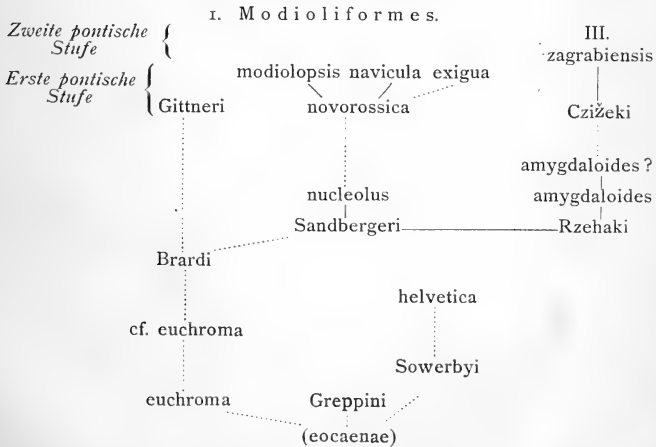 1. Modioliformes.
Zweite pontische Stufe {
III.
zagrabiensis
Erste pontische Stufe {
modiolopsis navicula exigua
Gittneri
novorossica
Czižeki
amygdaloides ?
nucleolus
amygdaloides
Sandbergeri
Rzehaki
Brardi
helvetica
cf. euchroma
Sowerbyi
euchroma
Greppini
(eocaenae)